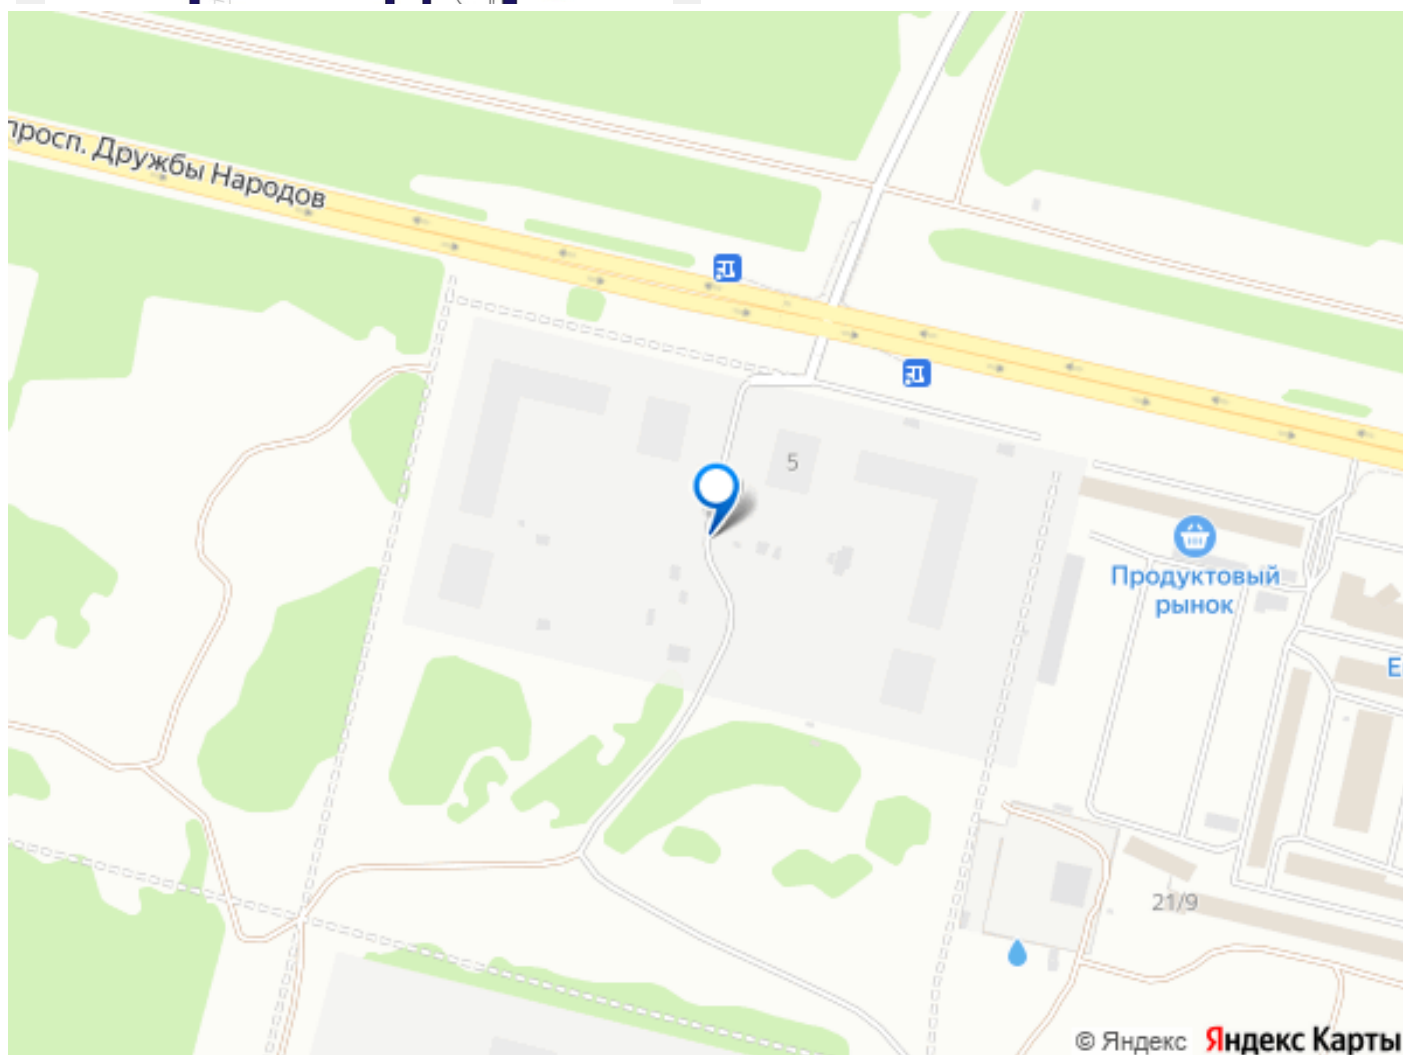 просп. Дружбы Народов
5
Продуктовый
рынок
Е
21/9
© Яндекс Яндекс Карты